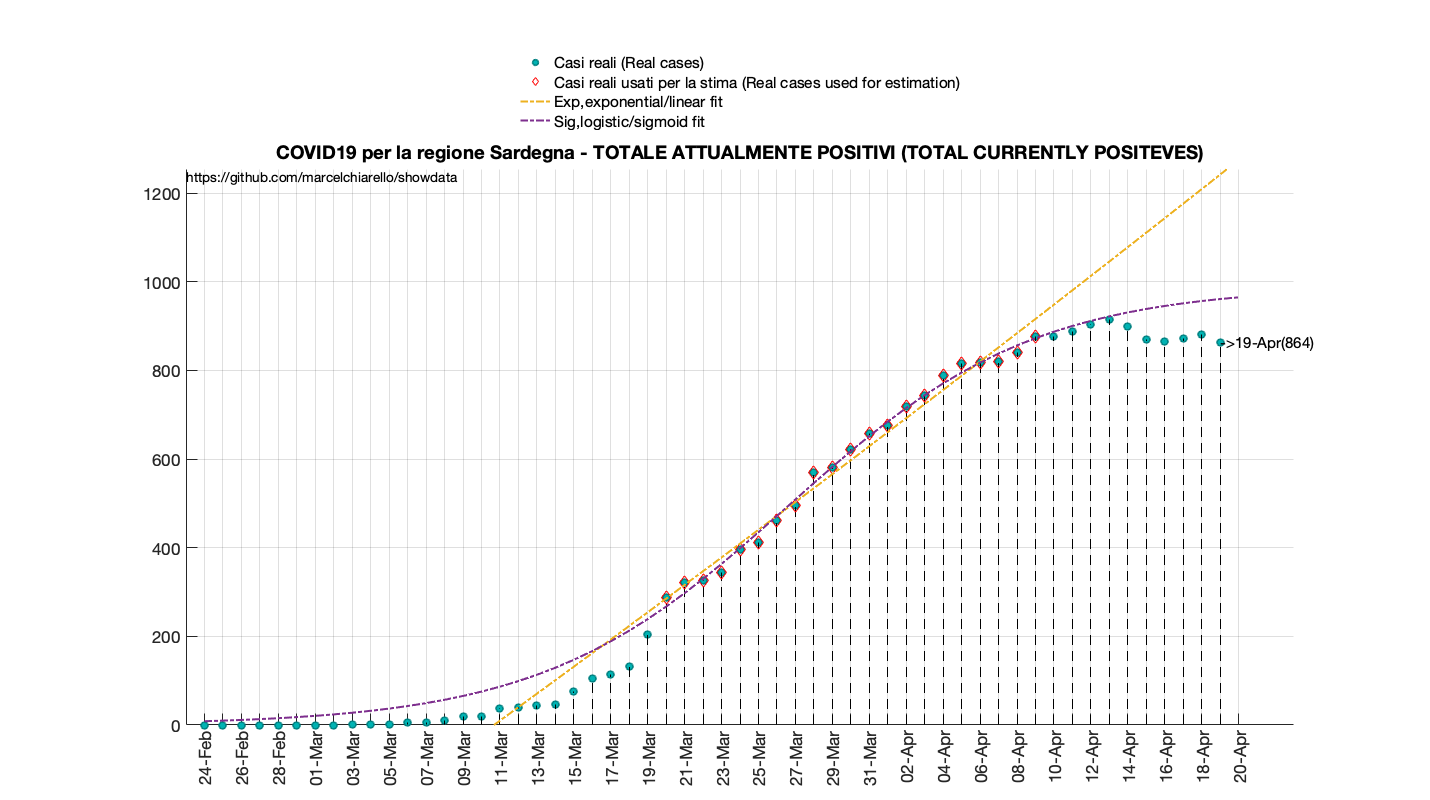 Casi reali (Real cases)
Casi reali usati per la stima (Real cases used for estimation)
Exp,exponential/linear fit
Sig,logistic/sigmoid fit
COVID19 per la regione Sardegna - TOTALE ATTUALMENTE POSITIVI (TOTAL CURRENTLY POSITEVES)
https://github.com/marcelchiarello/showdata
1200
1000
800
600
400
200
0
->19-Apr(864)
24-Feb
26-Feb
28-Feb
01-Mar
03-Mar
05-Mar
07-Mar
09-Mar
11-Mar
13-Mar
15-Mar
17-Mar
19-Mar
21-Mar
23-Mar
25-Mar
27-Mar
29-Mar
31-Mar
02-Apr
04-Apr
06-Apr
08-Apr
10-Apr
12-Apr
14-Apr
16-Apr
18-Apr
20-Apr